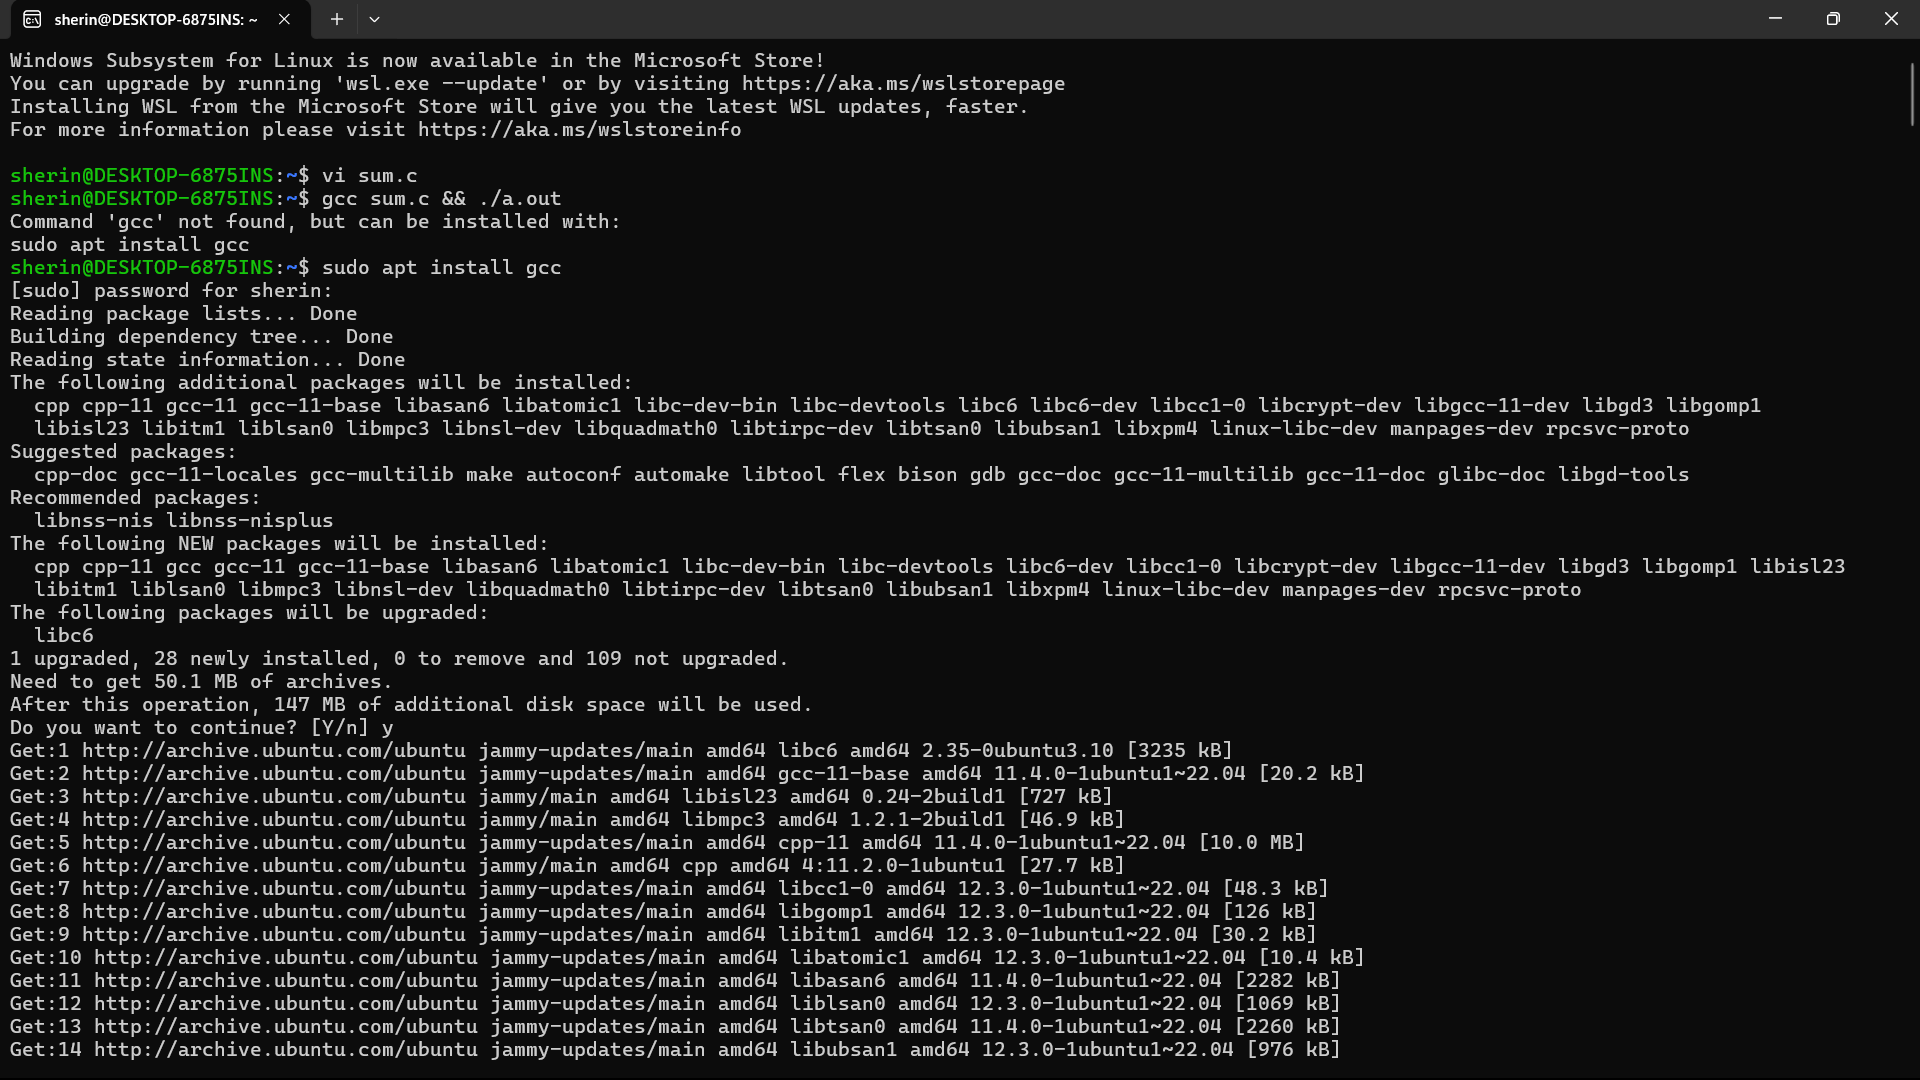 sherin@DESKTOP-6875INS: ~
Windows Subsystem for Linux is now available in the Microsoft Store!
You can upgrade by running 'wsl.exe --update' or by visiting https://aka.ms/wslstorepage
Installing WSL from the Microsoft Store will give you the latest WSL updates, faster.
For more information please visit https://aka.ms/wslstoreinfo
sherin@DESKTOP-6875INS:~$ vi sum.c
sherin@DESKTOP-6875INS:~$ gcc sum.c && ./a.out
Command 'gcc' not found, but can be installed with:
sudo apt install gcc
sherin@DESKTOP-6875INS:~$ sudo apt install gcc
[sudo] password for sherin:
Reading package lists... Done
Building dependency tree... Done
Reading state information... Done
The following additional packages will be installed:
  cpp cpp-11 gcc-11 gcc-11-base libasan6 libatomic1 libc-dev-bin libc-devtools libc6 libc6-dev libcc1-0 libcrypt-dev libgcc-11-dev libgd3 libgomp1
  libisl23 libitm1 liblsan0 libmpc3 libnsl-dev libquadmath0 libtirpc-dev libtsan0 libubsan1 libxpm4 linux-libc-dev manpages-dev rpcsvc-proto
Suggested packages:
  cpp-doc gcc-11-locales gcc-multilib make autoconf automake libtool flex bison gdb gcc-doc gcc-11-multilib gcc-11-doc glibc-doc libgd-tools
Recommended packages:
  libnss-nis libnss-nisplus
The following NEW packages will be installed:
  cpp cpp-11 gcc gcc-11 gcc-11-base libasan6 libatomic1 libc-dev-bin libc-devtools libc6-dev libcc1-0 libcrypt-dev libgcc-11-dev libgd3 libgomp1 libisl23
  libitm1 liblsan0 libmpc3 libnsl-dev libquadmath0 libtirpc-dev libtsan0 libubsan1 libxpm4 linux-libc-dev manpages-dev rpcsvc-proto
The following packages will be upgraded:
  libc6
1 upgraded, 28 newly installed, 0 to remove and 109 not upgraded.
Need to get 50.1 MB of archives.
After this operation, 147 MB of additional disk space will be used.
Do you want to continue? [Y/n] y
Get:1 http://archive.ubuntu.com/ubuntu jammy-updates/main amd64 libc6 amd64 2.35-0ubuntu3.10 [3235 kB]
Get:2 http://archive.ubuntu.com/ubuntu jammy-updates/main amd64 gcc-11-base amd64 11.4.0-1ubuntu1~22.04 [20.2 kB]
Get:3 http://archive.ubuntu.com/ubuntu jammy/main amd64 libisl23 amd64 0.24-2build1 [727 kB]
Get:4 http://archive.ubuntu.com/ubuntu jammy/main amd64 libmpc3 amd64 1.2.1-2build1 [46.9 kB]
Get:5 http://archive.ubuntu.com/ubuntu jammy-updates/main amd64 cpp-11 amd64 11.4.0-1ubuntu1~22.04 [10.0 MB]
Get:6 http://archive.ubuntu.com/ubuntu jammy/main amd64 cpp amd64 4:11.2.0-1ubuntu1 [27.7 kB]
Get:7 http://archive.ubuntu.com/ubuntu jammy-updates/main amd64 libcc1-0 amd64 12.3.0-1ubuntu1~22.04 [48.3 kB]
Get:8 http://archive.ubuntu.com/ubuntu jammy-updates/main amd64 libgomp1 amd64 12.3.0-1ubuntu1~22.04 [126 kB]
Get:9 http://archive.ubuntu.com/ubuntu jammy-updates/main amd64 libitm1 amd64 12.3.0-1ubuntu1~22.04 [30.2 kB]
Get:10 http://archive.ubuntu.com/ubuntu jammy-updates/main amd64 libatomic1 amd64 12.3.0-1ubuntu1~22.04 [10.4 kB]
Get:11 http://archive.ubuntu.com/ubuntu jammy-updates/main amd64 libasan6 amd64 11.4.0-1ubuntu1~22.04 [2282 kB]
Get:12 http://archive.ubuntu.com/ubuntu jammy-updates/main amd64 liblsan0 amd64 12.3.0-1ubuntu1~22.04 [1069 kB]
Get:13 http://archive.ubuntu.com/ubuntu jammy-updates/main amd64 libtsan0 amd64 11.4.0-1ubuntu1~22.04 [2260 kB]
Get:14 http://archive.ubuntu.com/ubuntu jammy-updates/main amd64 libubsan1 amd64 12.3.0-1ubuntu1~22.04 [976 kB]